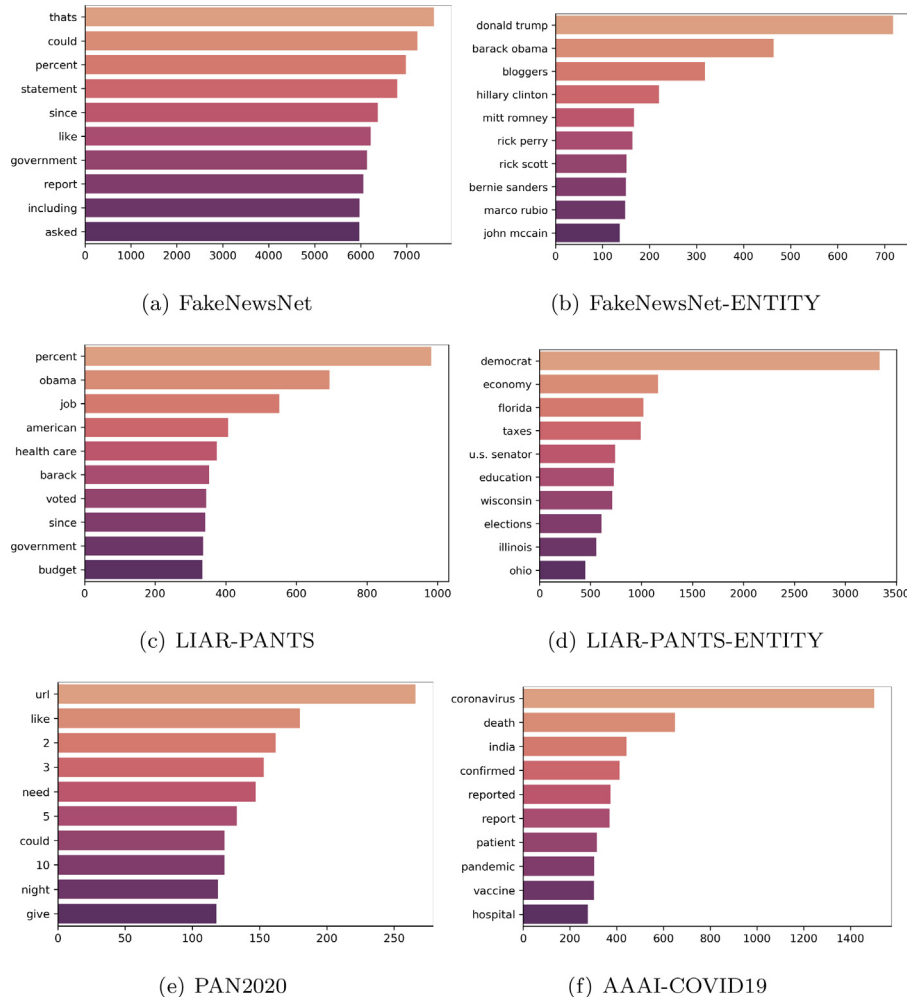 thats
could
percent
statement
since
like
government
report
including
asked
0 1000 2000 3000 4000 5000 6000 7000
(a) FakeNewsNet
donald trump
barack obama
bloggers
hillary clinton
mitt romney
rick perry
rick scott
bernie sanders
marco rubio
john mccain
0 100 200 300 400 500 600 700
(b) FakeNewsNet-ENTITY
percent
obama
job
american
health care
barack
voted
since
government
budget
0 200 400 600 800 1000
(c) LIAR-PANTS
democrat
economy
florida
taxes
u.s. senator
education
wisconsin
elections
illinois
ohio
0 500 1000 1500 2000 2500 3000 3500
(d) LIAR-PANTS-ENTITY
url
like
2
3
need
5
could
10
night
give
0 50 100 150 200 250
(e) PAN2020
coronavirus
death
india
confirmed
reported
report
patient
pandemic
vaccine
hospital
0 200 400 600 800 1000 1200 1400
(f) AAAI-COVID19